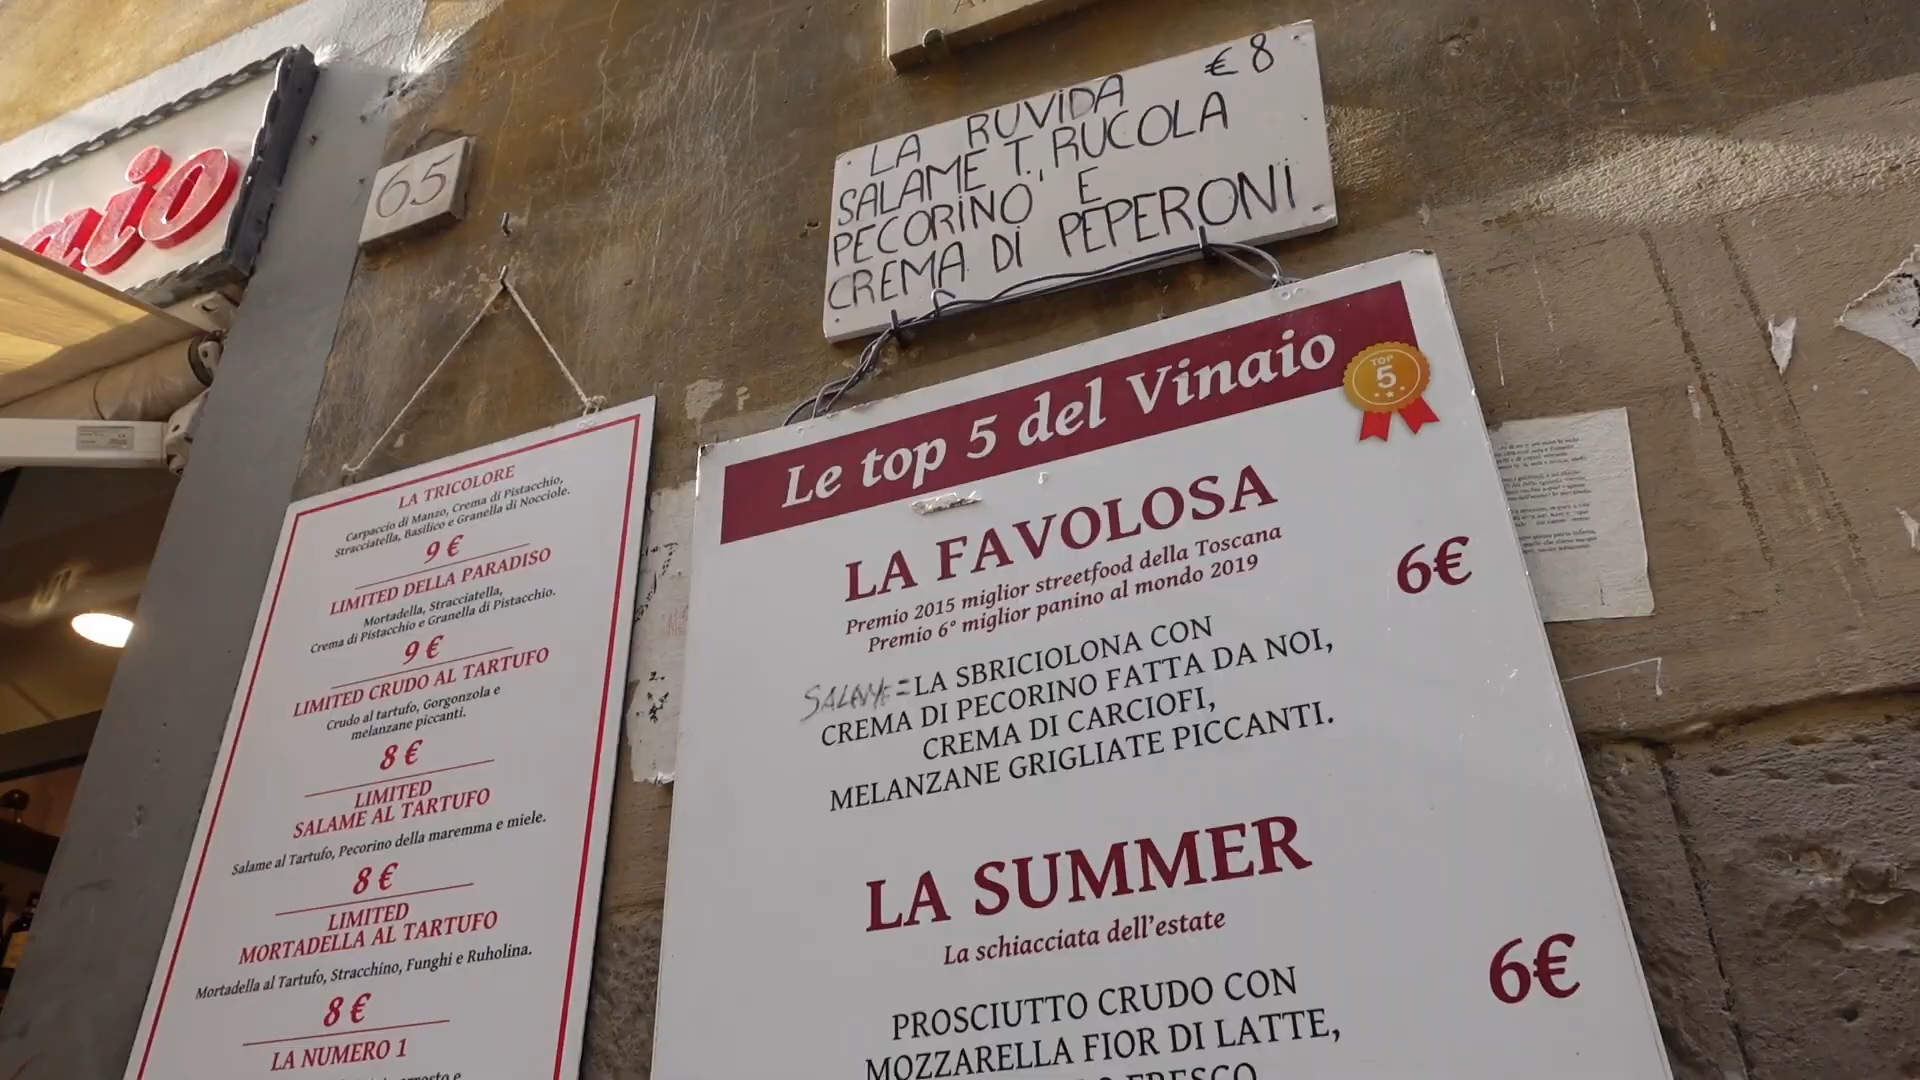 aio
65
€ 8
LA RUVIDA
SALAME T., RUCOLA
PECORINO E
CREMA DI PEPERONI
LA TRICOLORE
Carpaccio di Manzo, Crema di Pistacchio,
Stracciatella, Basilico e Granella di Nocciole.
9 €
LIMITED DELLA PARADISO
Mortadella, Stracciatella,
Crema di Pistacchio e Granella di Pistacchio.
9 €
LIMITED CRUDO AL TARTUFO
Crudo al tartufo, Gorgonzola e
melanzane piccanti.
8 €
LIMITED
SALAME AL TARTUFO
Salame al Tartufo, Pecorino della maremma e miele.
8 €
LIMITED
MORTADELLA AL TARTUFO
Mortadella al Tartufo, Stracchino, Funghi e Ruholina.
8 €
LA NUMERO 1
Le top 5 del Vinaio
TOP
5
LA FAVOLOSA
Premio 2015 miglior streetfood della Toscana
Premio 6° miglior panino al mondo 2019
6€
SALAME = LA SBRICIOLONA CON
CREMA DI PECORINO FATTA DA NOI,
CREMA DI CARCIOFI,
MELANZANE GRIGLIATE PICCANTI.
LA SUMMER
La schiacciata dell'estate
6€
PROSCIUTTO CRUDO CON
MOZZARELLA FIOR DI LATTE,
FRESCO